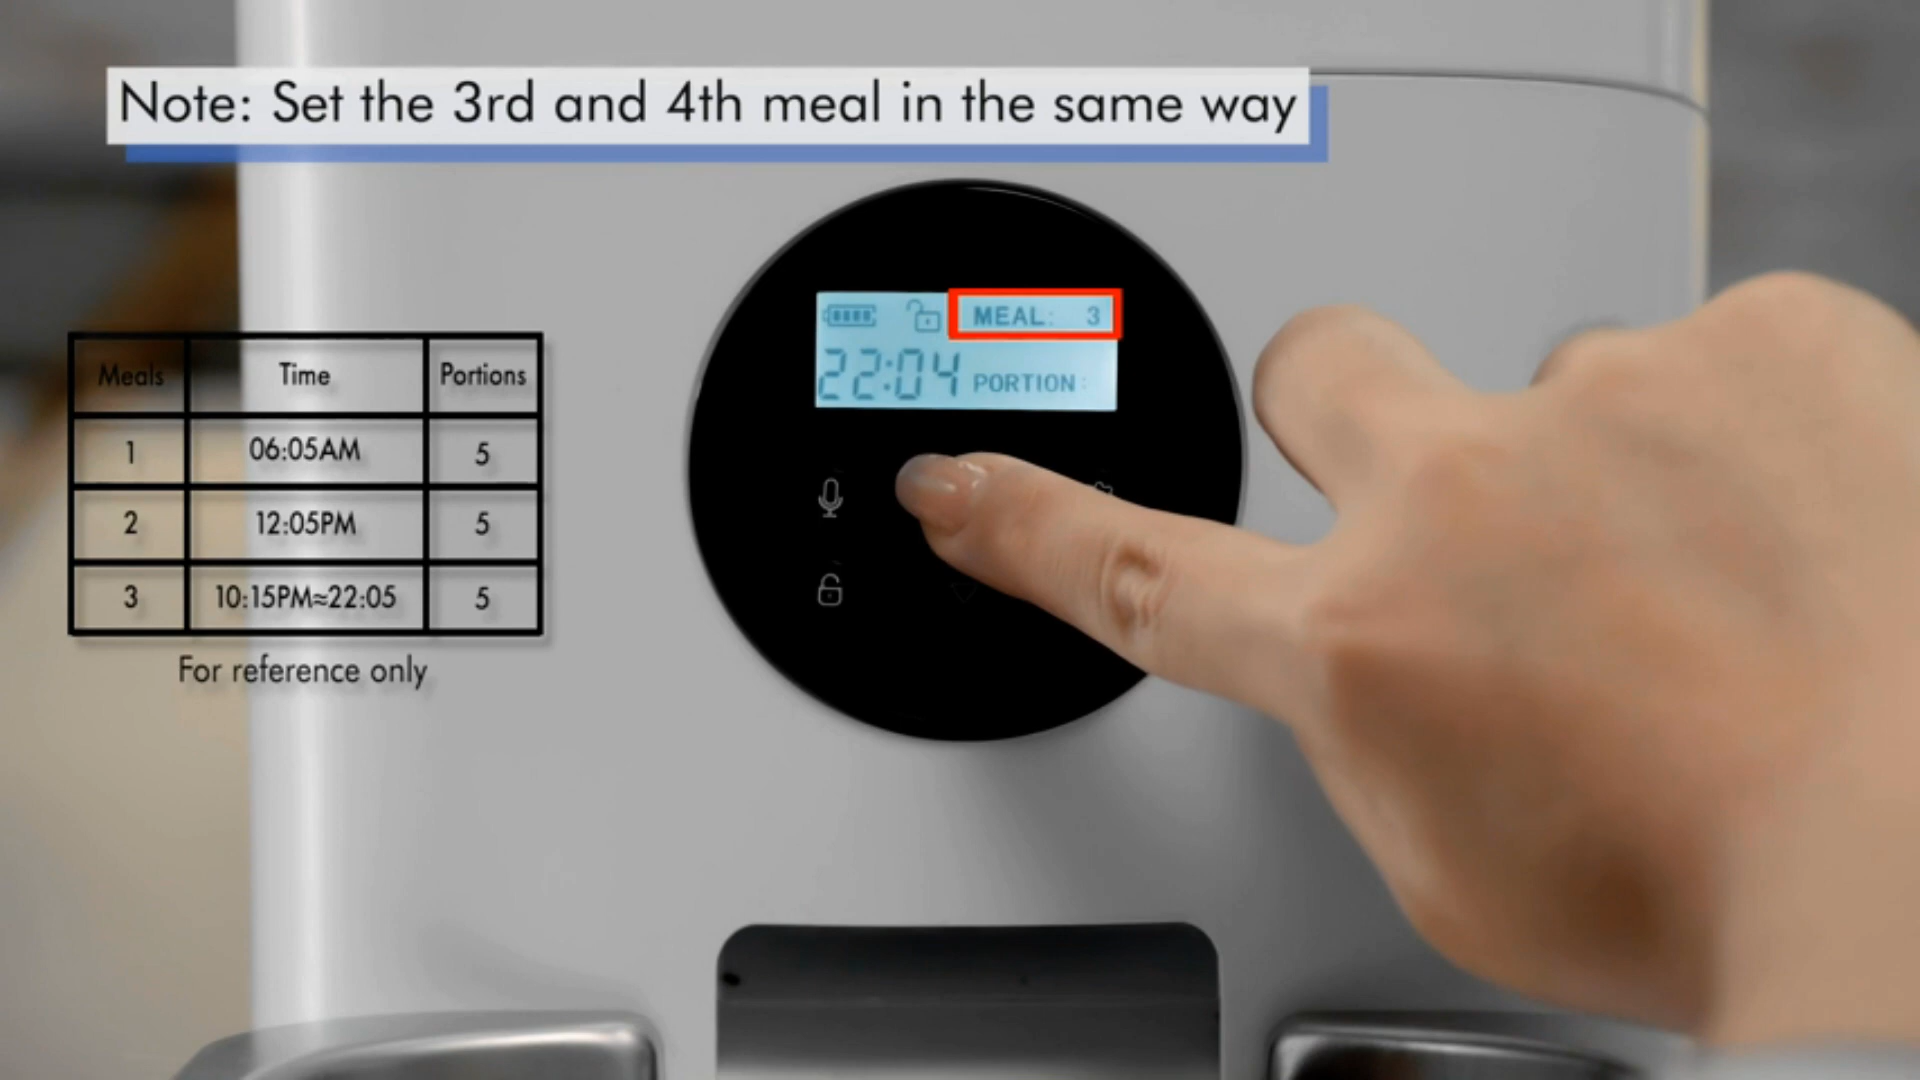 Note: Set the 3rd and 4th meal in the same way
MEAL: 3
22:04 PORTION:
Meals Time Portions
1 06:05AM 5
2 12:05PM 5
3 10:15PM≈22:05 5
For reference only